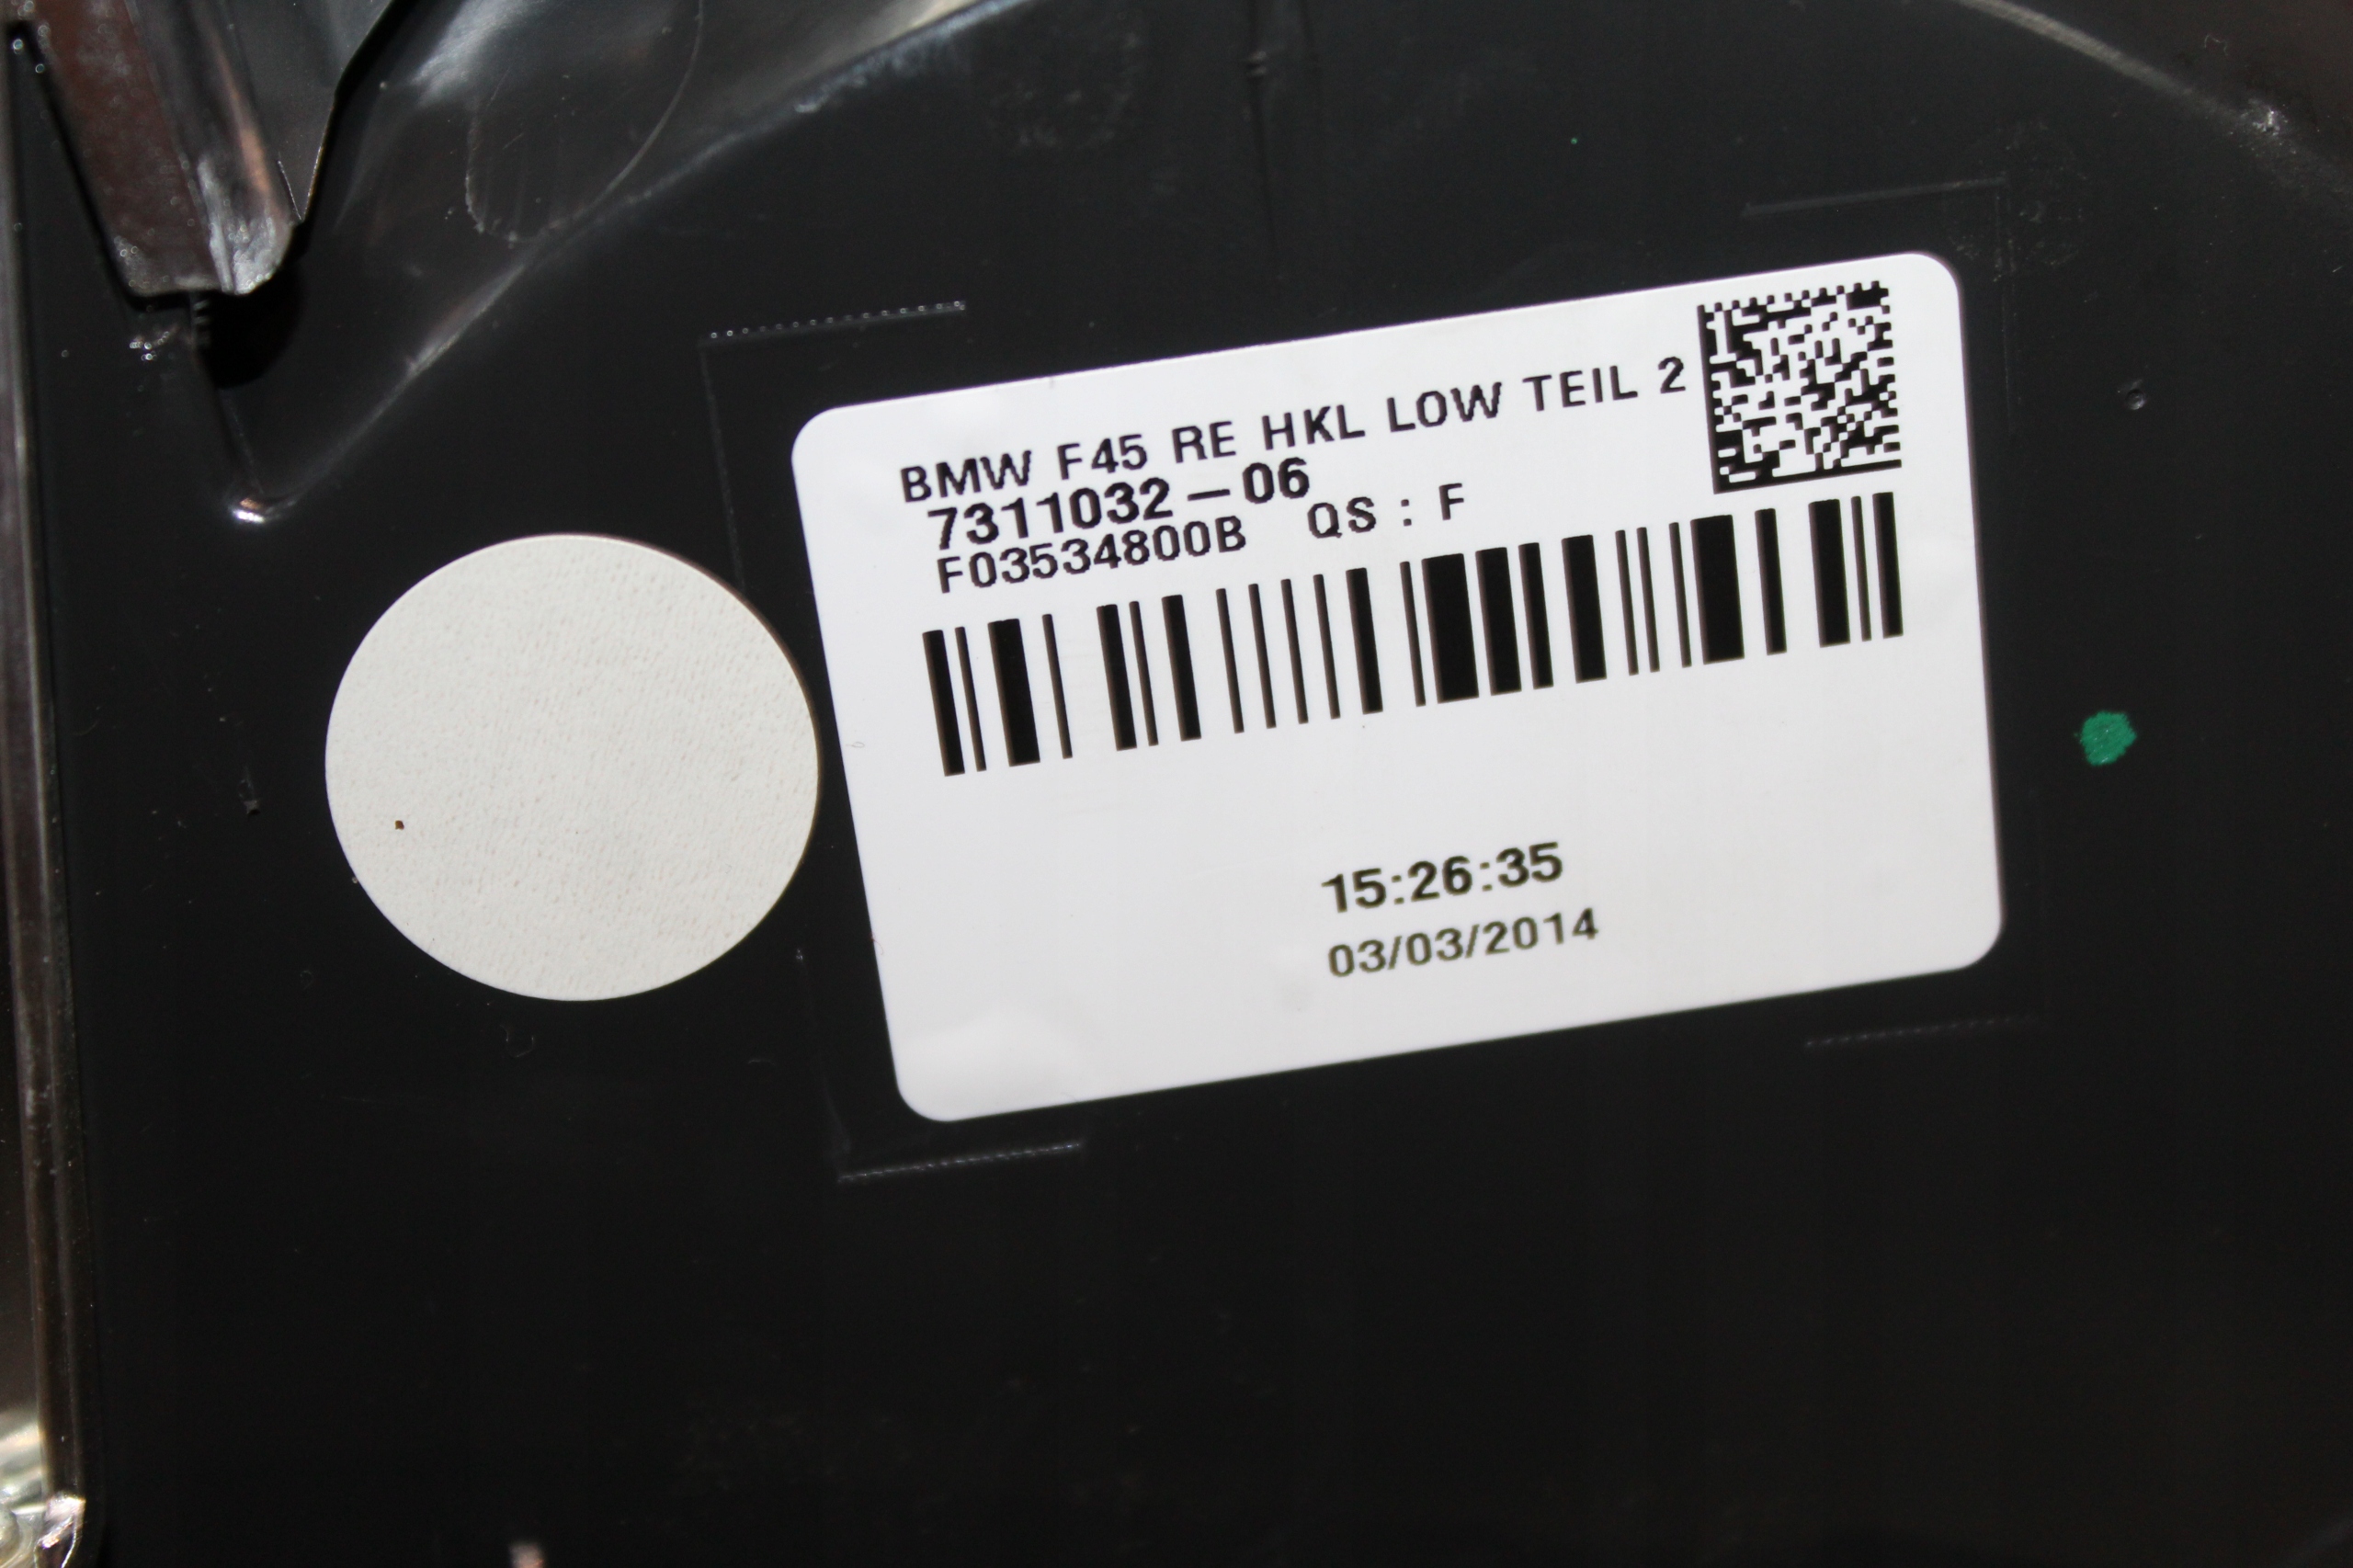 BMW F45 RE HKL LOW TEIL 2
7311032-06
F03534800B QS : F
15:26:35
03/03/2014